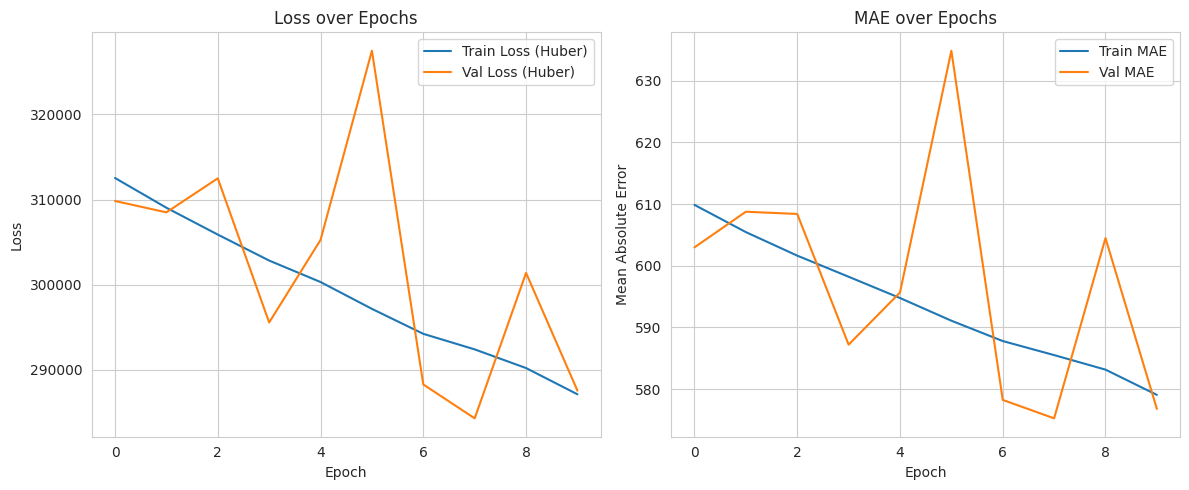 Loss over Epochs
Train Loss (Huber)
Val Loss (Huber)
320000
310000
300000
290000
Loss
0
2
4
6
8
Epoch
MAE over Epochs
Train MAE
Val MAE
630
620
610
600
590
580
Mean Absolute Error
0
2
4
6
8
Epoch